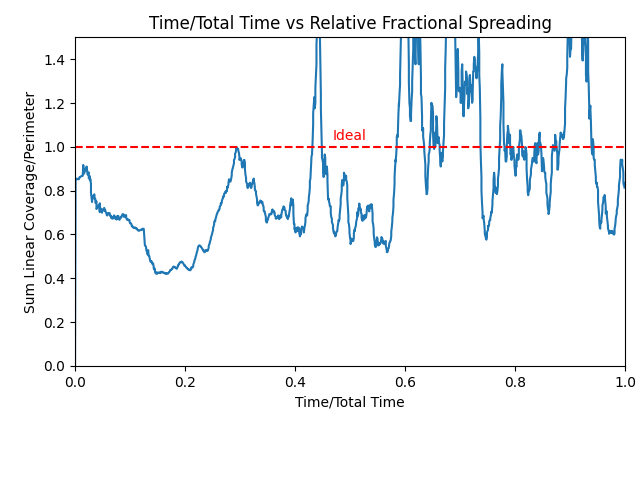 Time/Total Time vs Relative Fractional Spreading
Sum Linear Coverage/Perimeter
1.4
1.2
1.0
0.8
0.6
0.4
0.2
0.0
Ideal
0.0 0.2 0.4 0.6 0.8 1.0
Time/Total Time